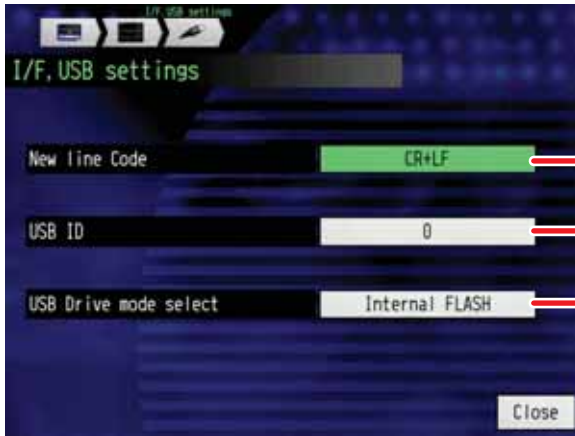 I/F,USB settings
I/F,USB settings
New line Code
CR+LF
USB ID
0
USB Drive mode select
Internal FLASH
Close